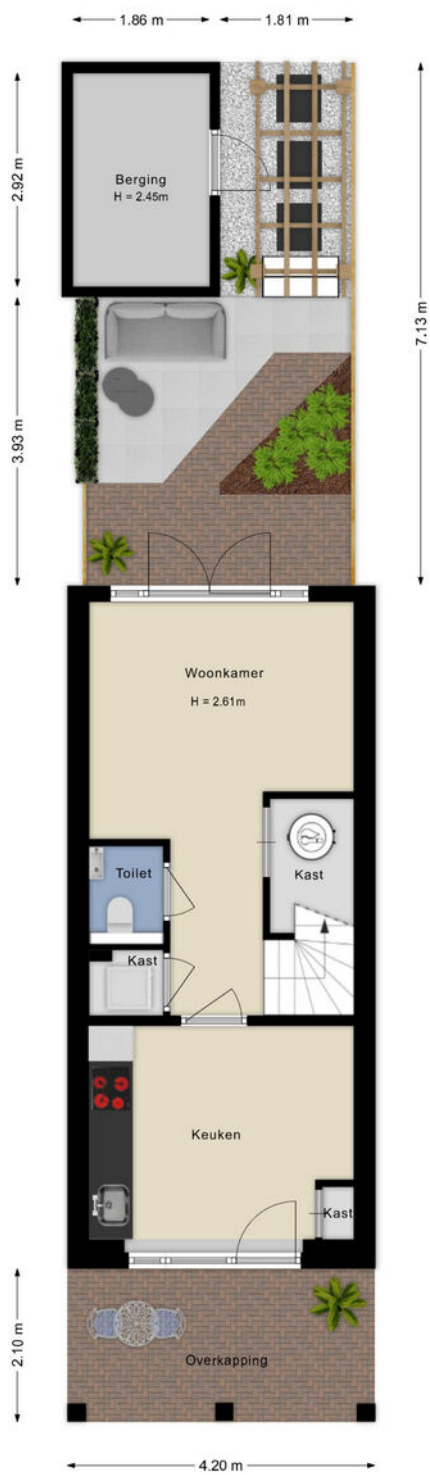 1.86 m
1.81 m
2.92 m
Berging
H = 2.45m
7.13 m
3.93 m
Woonkamer
H = 2.61m
Toilet
Kast
Kast
Keuken
Kast
2.10 m
Overkapping
4.20 m